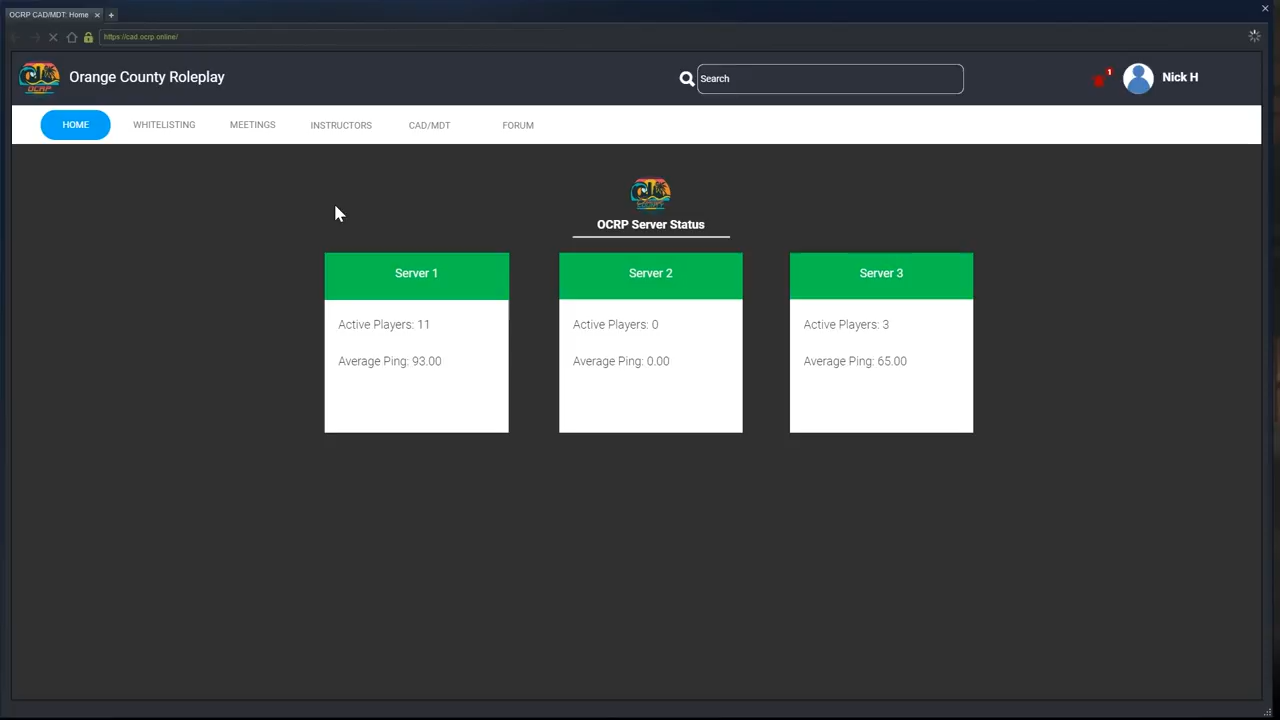 OCRP CAD/MDT: Home
https://cad.ocrp.online/
OCRP
Orange County Roleplay
Search
1
Nick H
HOME
WHITELISTING
MEETINGS
INSTRUCTORS
CAD/MDT
FORUM
OCRP Server Status
Server 1
Active Players: 11
Average Ping: 93.00
Server 2
Active Players: 0
Average Ping: 0.00
Server 3
Active Players: 3
Average Ping: 65.00